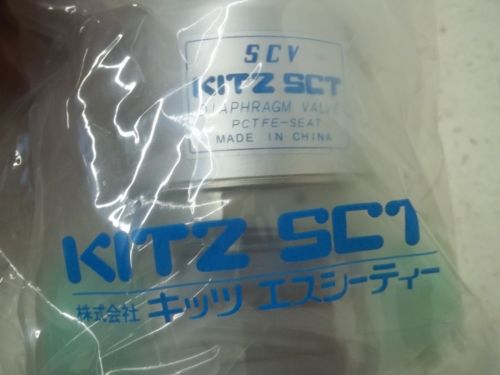 SCV
KITZ SCT
DIAPHRAGM VALVE
PCTFE-SEAT
MADE IN CHINA
KITZ SCT
株式会社 キッツ エスシーティー